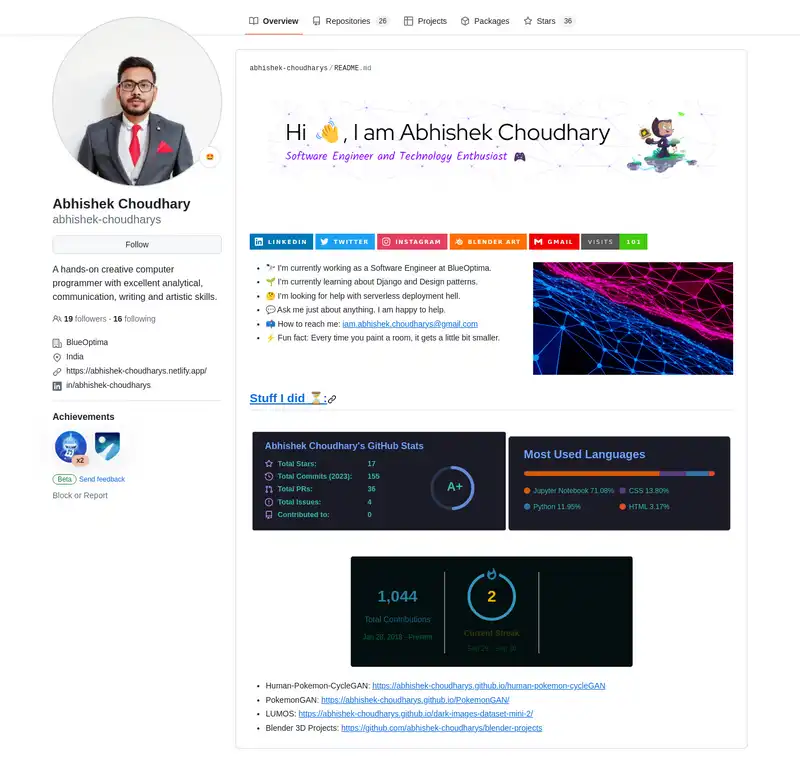 Overview
Repositories 26
Projects
Packages
Stars 36
Abhishek Choudhary
abhishek-choudharys
Follow
A hands-on creative computer
programmer with excellent analytical,
communication, writing and artistic skills.
19 followers · 16 following
BlueOptima
India
https://abhishek-choudharys.netlify.app/
in/abhishek-choudharys
Achievements
x2
Beta Send feedback
Block or Report
abhishek-choudharys/README.md
Hi 👋, I am Abhishek Choudhary
Software Engineer and Technology Enthusiast 🎮
LINKEDIN
TWITTER
INSTAGRAM
BLENDER ART
GMAIL
VISITS 101
🔭 I'm currently working as a Software Engineer at BlueOptima.
🌱 I'm currently learning about Django and Design patterns.
🤔 I'm looking for help with serverless deployment hell.
💬 Ask me just about anything, I am happy to help.
📫 How to reach me: iam.abhishek.choudharys@gmail.com
⚡ Fun fact: Every time you paint a room, it gets a little bit smaller.
Stuff I did ⏳:
Abhishek Choudhary's GitHub Stats
Total Stars: 17
Total Commits (2023): 155
Total PRs: 36
Total Issues: 4
Contributed to: 0
A+
Most Used Languages
Jupyter Notebook 71.08%
CSS 13.80%
Python 11.95%
HTML 3.17%
1,044
Total Contributions
Jan 28, 2018 - Present
2
Current Streak
Human-Pokemon-CycleGAN: https://abhishek-choudharys.github.io/human-pokemon-cycleGAN
PokemonGAN: https://abhishek-choudharys.github.io/PokemonGAN/
LUMOS: https://abhishek-choudharys.github.io/dark-images-dataset-mini-2/
Blender 3D Projects: https://github.com/abhishek-choudharys/blender-projects